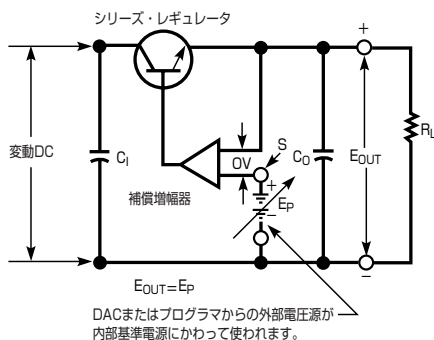 シリーズ・レギュレータ
+
変動DC
CI
S
OV
CO
EOUT
RL
補償増幅器
+
EP
−
−
EOUT=EP
DACまたはプログラマからの外部電圧源が
内部基準電源にかわって使われます。